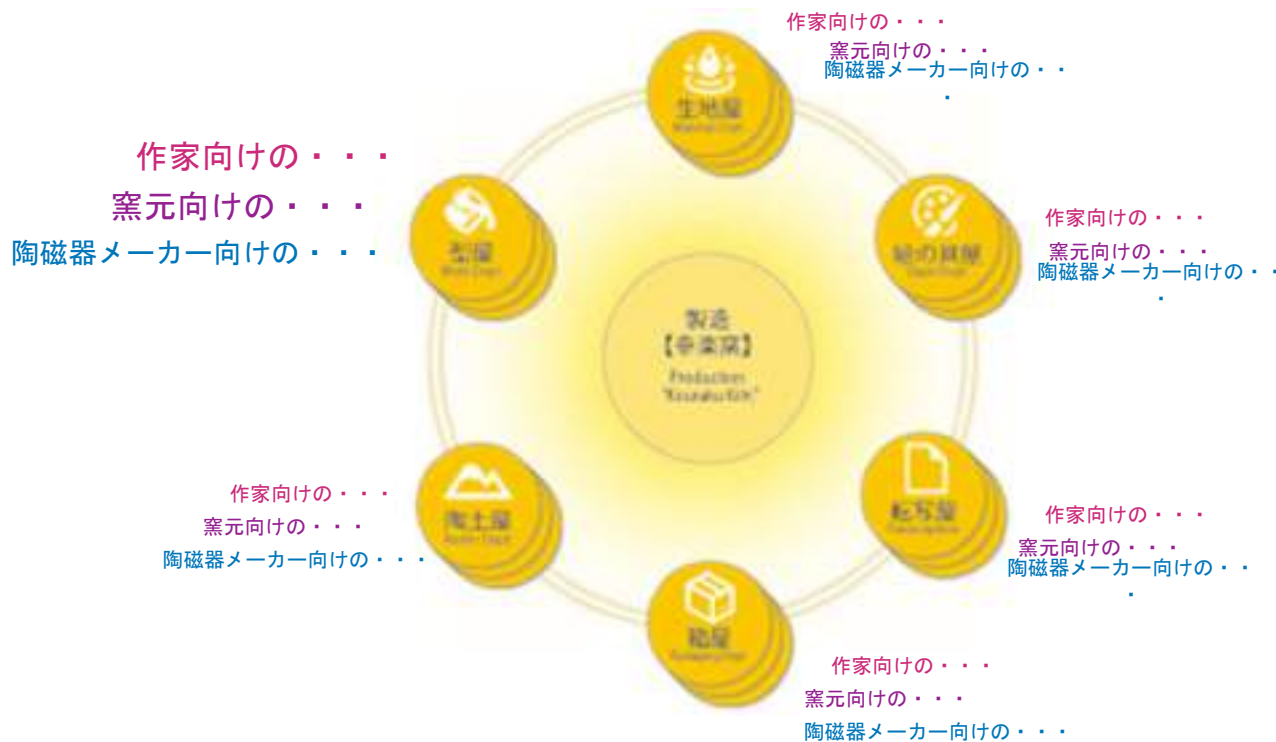 作家向けの・・・
窯元向けの・・・
陶磁器メーカー向けの・・
・
生地屋
作家向けの・・・
窯元向けの・・・
陶磁器メーカー向けの・・・
型屋
絵の具屋
作家向けの・・・
窯元向けの・・・
陶磁器メーカー向けの・・
・
製造
【幸楽窯】
Production
陶土屋
作家向けの・・・
窯元向けの・・・
陶磁器メーカー向けの・・・
転写屋
作家向けの・・・
窯元向けの・・・
陶磁器メーカー向けの・・
・
箱屋
作家向けの・・・
窯元向けの・・・
陶磁器メーカー向けの・・・